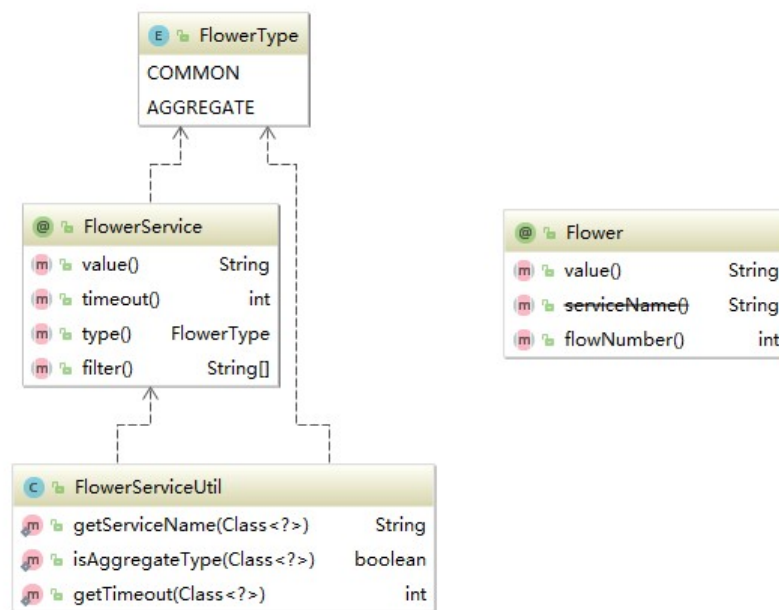 E FlowerType
COMMON
AGGREGATE
@ FlowerService
m value() String
m timeout() int
m type() FlowerType
m filter() String[]
@ Flower
m value() String
m serviceName() String
m flowNumber() int
C FlowerServiceUtil
m getServiceName(Class<?>) String
m isAggregateType(Class<?>) boolean
m getTimeout(Class<?>) int